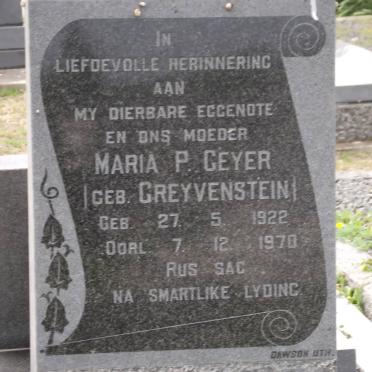 IN
LIEFDEVOLLE HERINNERING
AAN
MY DIERBARE EGGENOTE
EN ONS MOEDER
MARIA P. GEYER
(GEB. GREYVENSTEIN)
GEB. 27. 5. 1922
OORL. 7. 12. 1970
RUS SAG
NA SMARTLIKE LYDING.
DAWSON UTH.